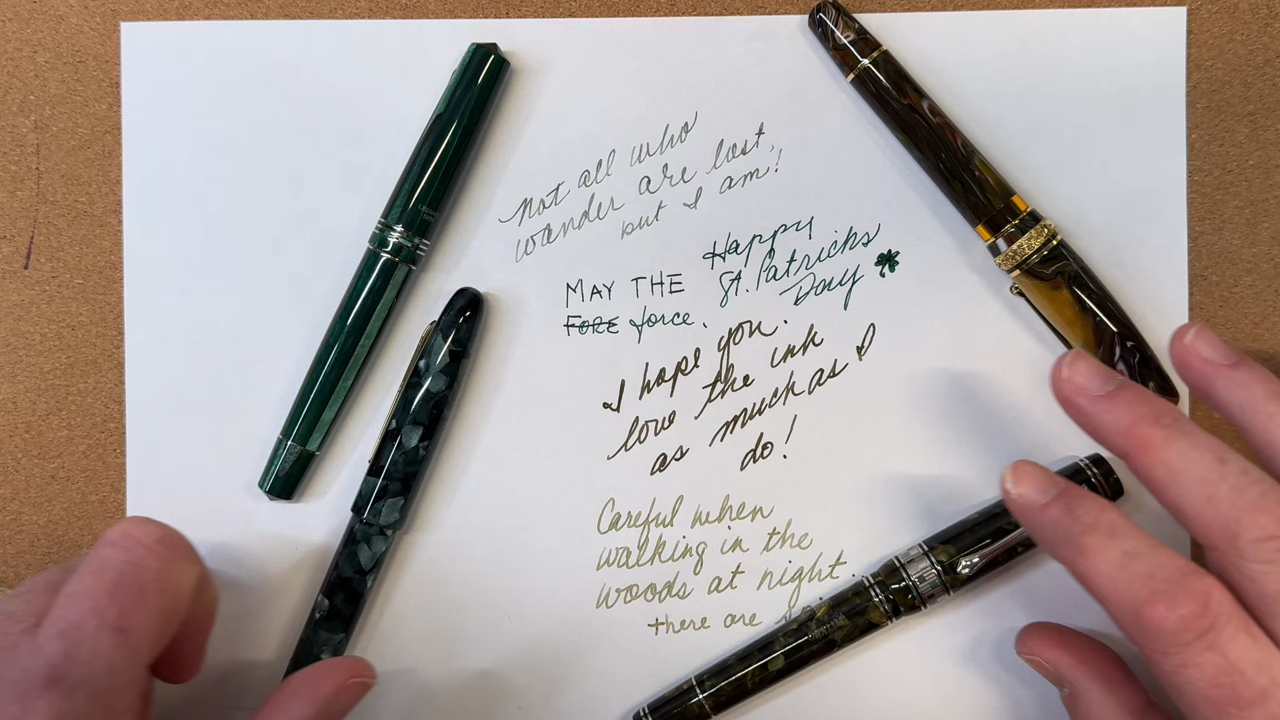 not all who
wander are lost,
but I am!
Happy
St. Patricks
Day
MAY THE
FORE force.
I hope you.
love the ink
as much as I
do!
Careful when
walking in the
woods at night.
there are